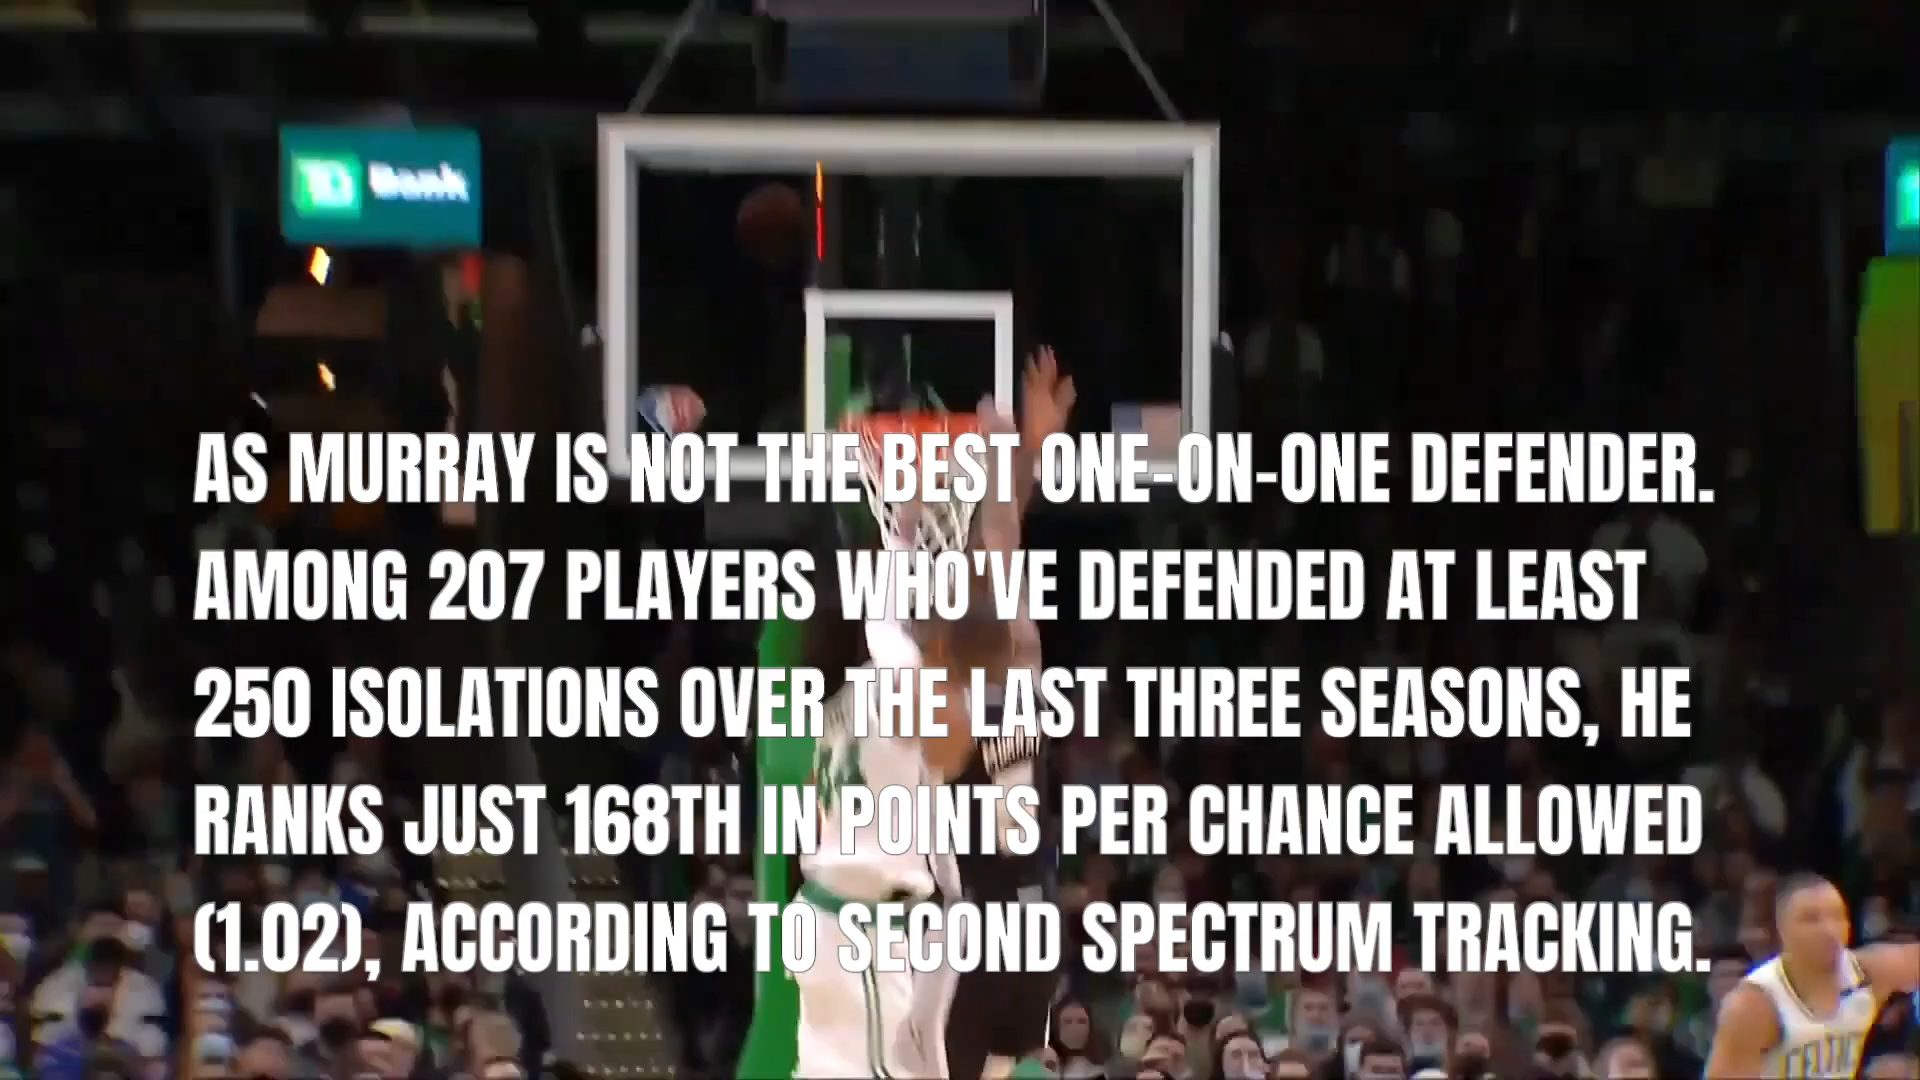 TD Bank
AS MURRAY IS NOT THE BEST ONE-ON-ONE DEFENDER.
AMONG 207 PLAYERS WHO'VE DEFENDED AT LEAST
250 ISOLATIONS OVER THE LAST THREE SEASONS, HE
RANKS JUST 168TH IN POINTS PER CHANCE ALLOWED
(1.02), ACCORDING TO SECOND SPECTRUM TRACKING.